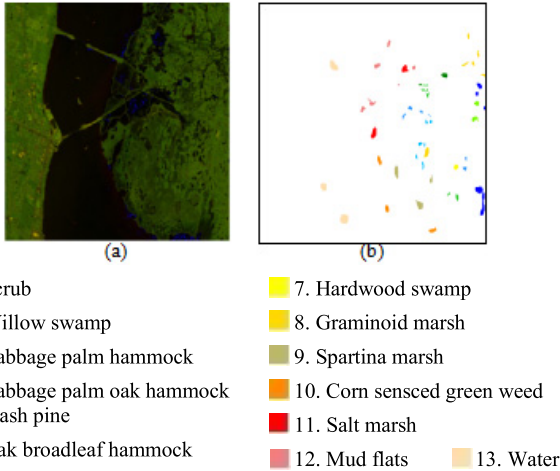 (a)
(b)
crub
illow swamp
abbage palm hammock
abbage palm oak hammock
ash pine
ak broadleaf hammock
7. Hardwood swamp
8. Graminoid marsh
9. Spartina marsh
10. Corn sensced green weed
11. Salt marsh
12. Mud flats
13. Water